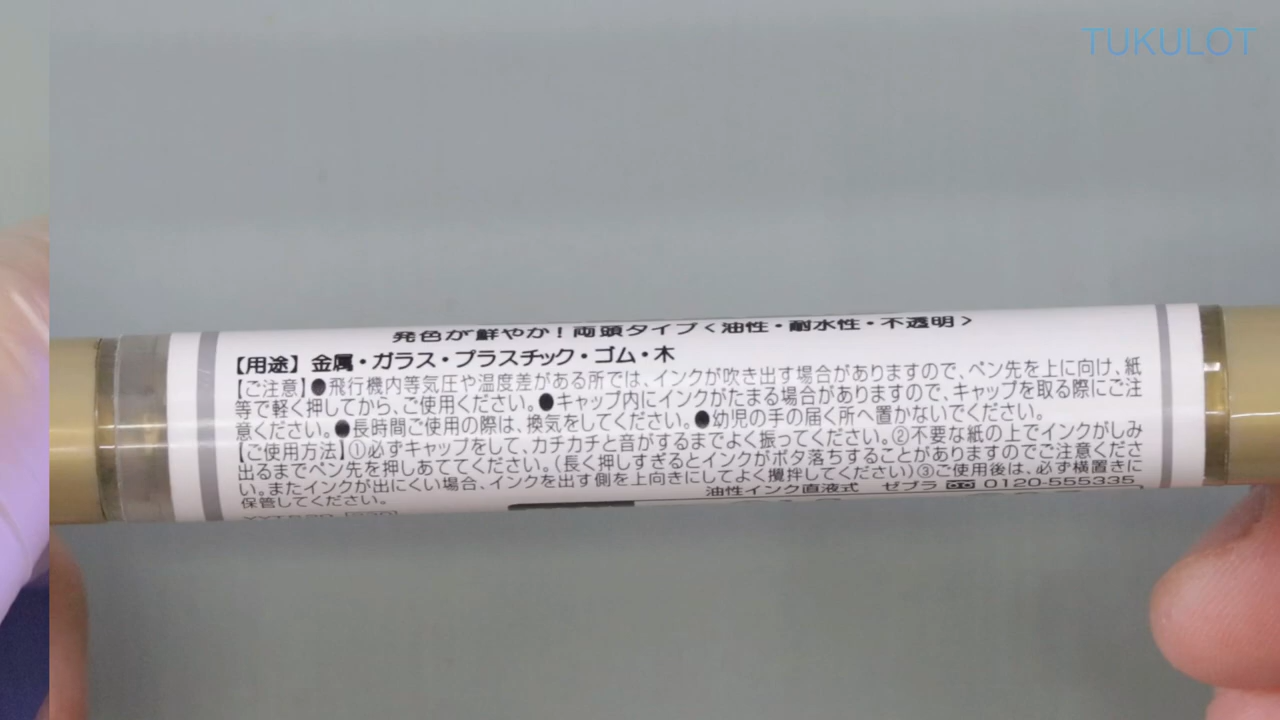 TUKULOT
発色が鮮やか!両頭タイプ<油性・耐水性・不透明>
【用途】金属・ガラス・プラスチック・ゴム・木
【ご注意】●飛行機内等気圧や温度差がある所では、インクが吹き出す場合がありますので、ペン先を上に向け、紙
等で軽く押してから、ご使用ください。●キャップ内にインクがたまる場合がありますので、キャップを取る際にご注
意ください。●長時間ご使用の際は、換気をしてください。●幼児の手の届く所へ置かないでください。
【ご使用方法】①必ずキャップをして、カチカチと音がするまでよく振ってください。②不要な紙の上でインクがしみ
出るまでペン先を押しあててください。(長く押しすぎるとインクがボタ落ちすることがありますのでご注意くださ
い。またインクが出にくい場合、インクを出す側を上向きにしてよく攪拌してください)③ご使用後は、必ず横置きに
保管してください。
油性インク直液式 ゼブラ 0120-555335